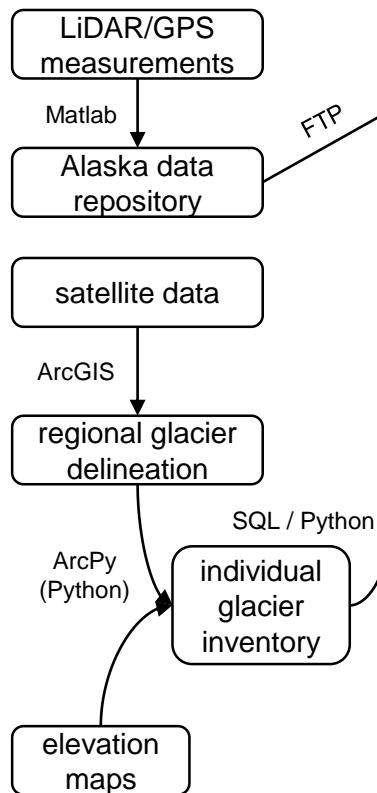 LiDAR/GPS
measurements
Matlab
FTP
Alaska data
repository
satellite data
ArcGIS
regional glacier
delineation
SQL / Python
ArcPy
(Python)
individual
glacier
inventory
elevation
maps